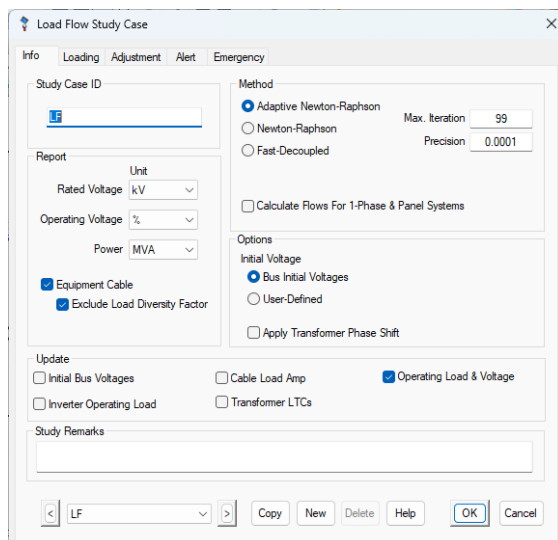 Load Flow Study Case
Info Loading Adjustment Alert Emergency
Study Case ID
LF
Report
Unit
Rated Voltage kV
Operating Voltage %
Power MVA
Equipment Cable
Exclude Load Diversity Factor
Method
Adaptive Newton-Raphson
Newton-Raphson
Fast-Decoupled
Max. Iteration 99
Precision 0.0001
Calculate Flows For 1-Phase & Panel Systems
Options
Initial Voltage
Bus Initial Voltages
User-Defined
Apply Transformer Phase Shift
Update
Initial Bus Voltages Cable Load Amp Operating Load & Voltage
Inverter Operating Load Transformer LTCs
Study Remarks
< LF > Copy New Delete Help OK Cancel